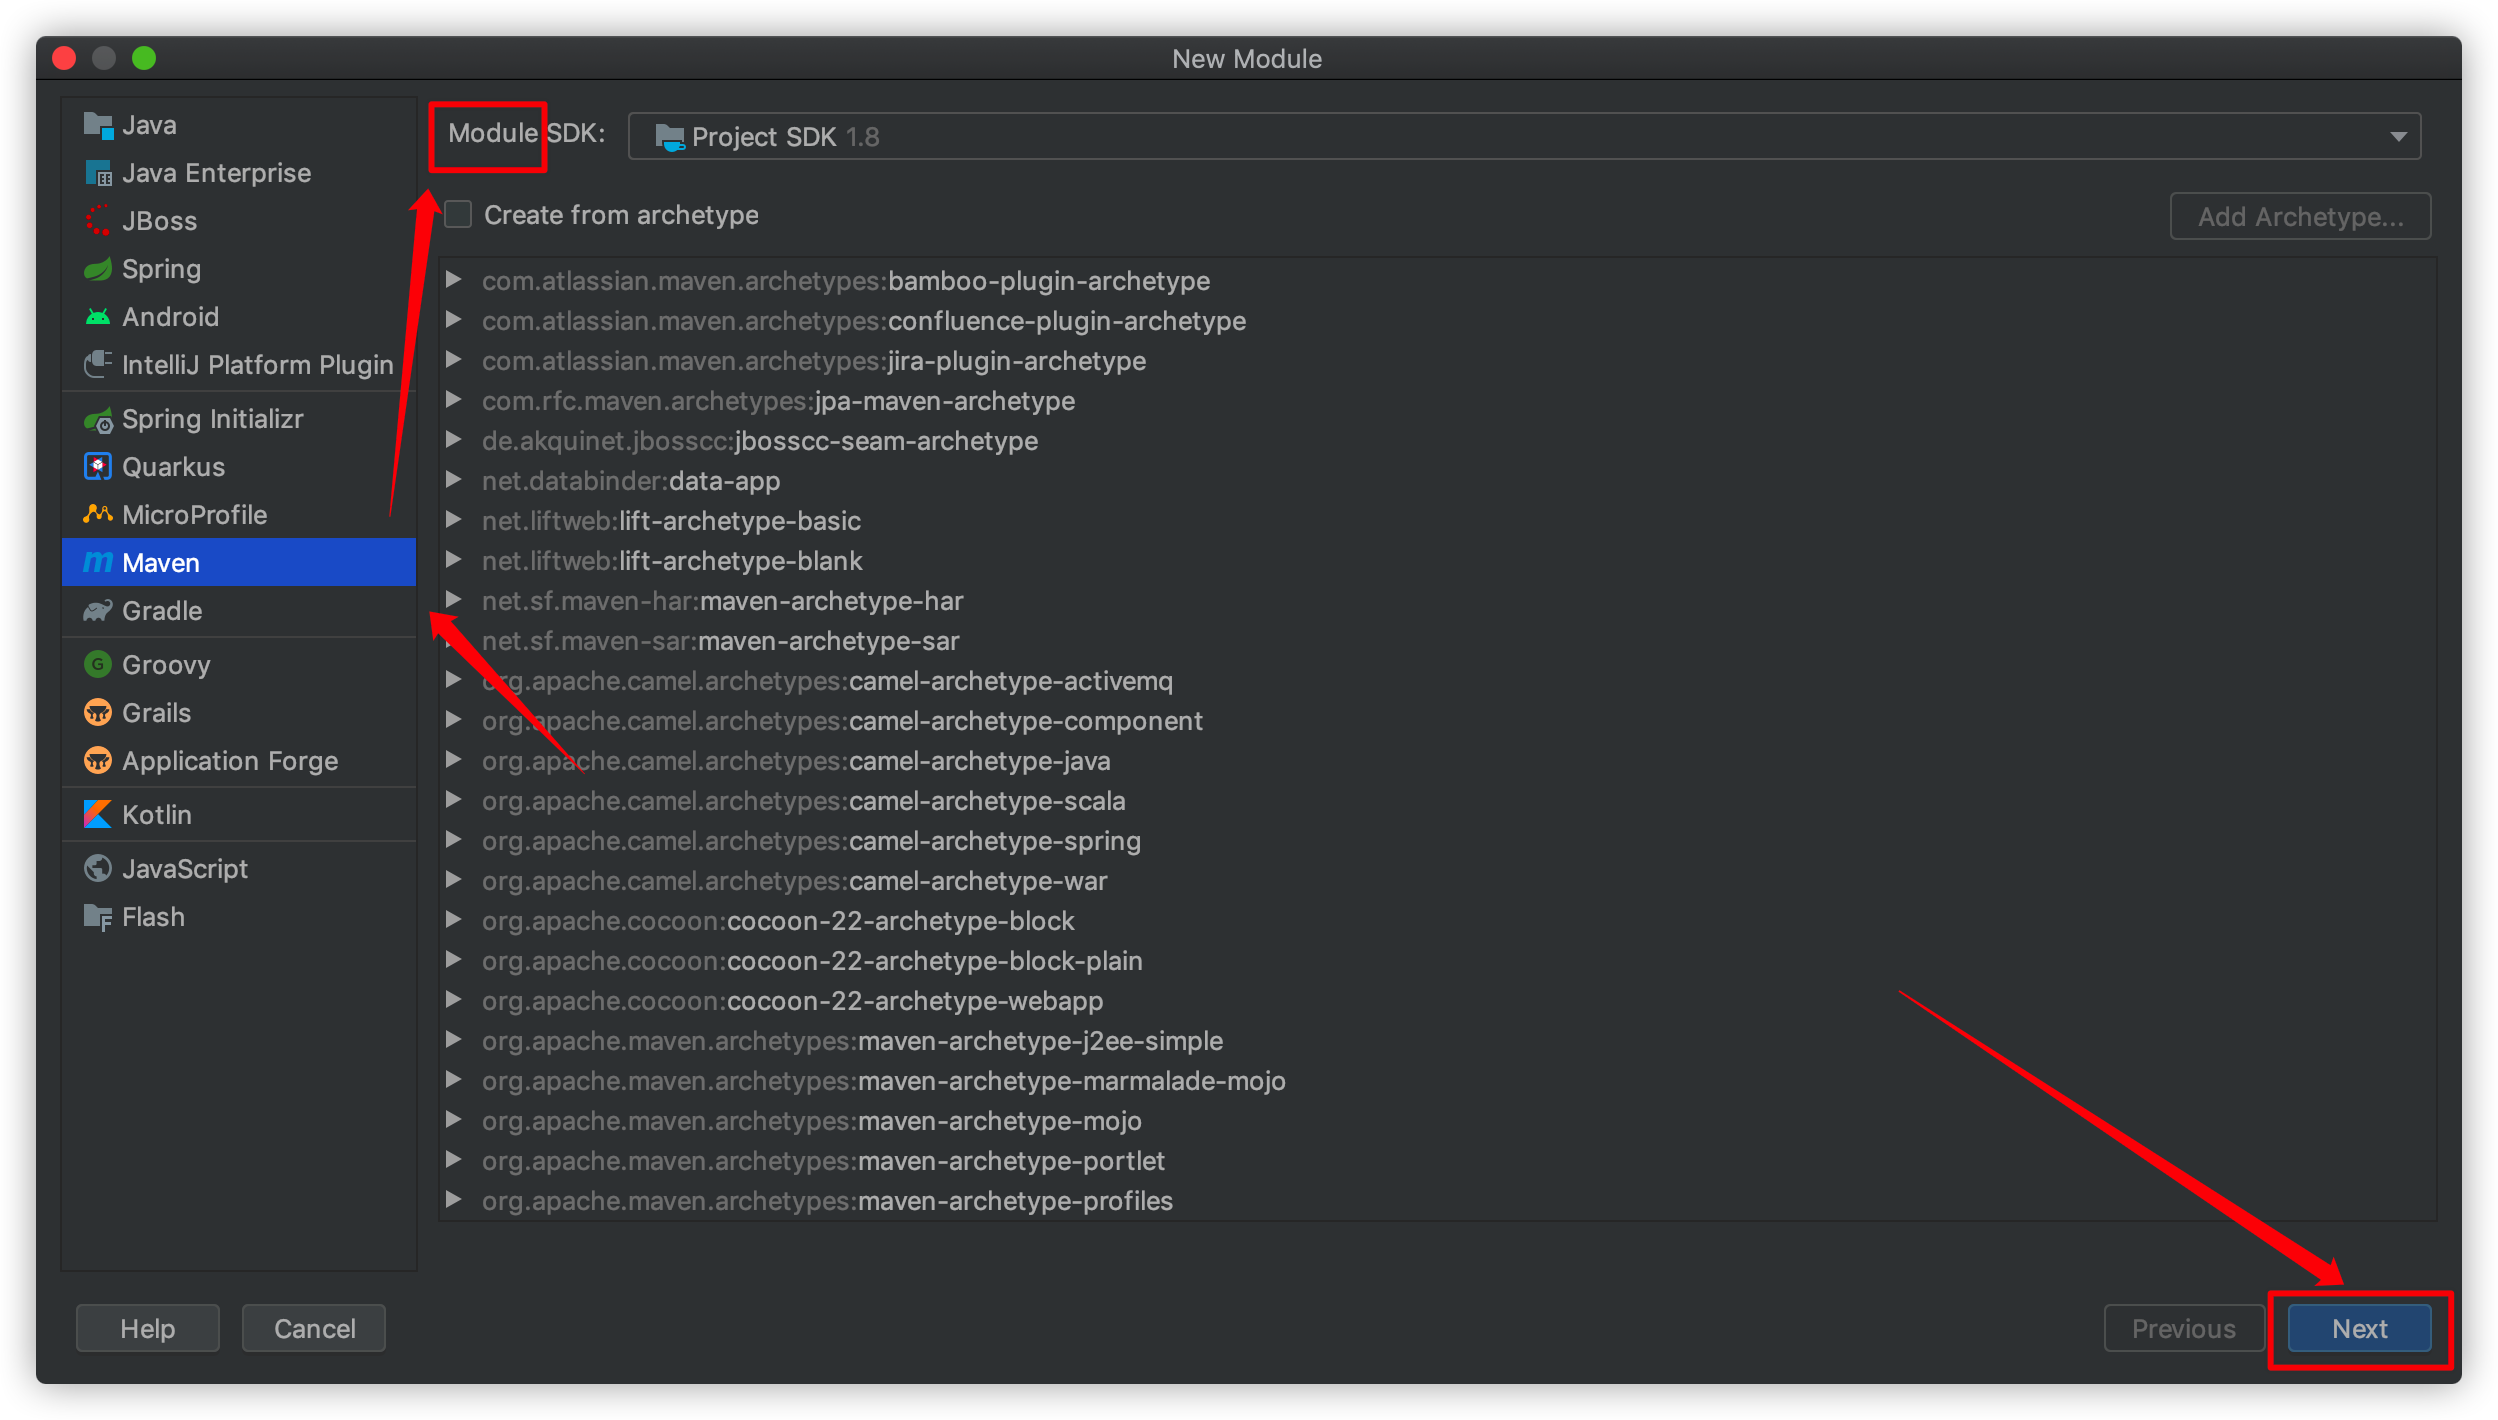 New Module
Java
Java Enterprise
JBoss
Spring
Android
IntelliJ Platform Plugin
Spring Initializr
Quarkus
MicroProfile
Maven
Gradle
Groovy
Grails
Application Forge
Kotlin
JavaScript
Flash
Module SDK: Project SDK 1.8
Create from archetype
Add Archetype...
com.atlassian.maven.archetypes:bamboo-plugin-archetype
com.atlassian.maven.archetypes:confluence-plugin-archetype
com.atlassian.maven.archetypes:jira-plugin-archetype
com.rfc.maven.archetypes:jpa-maven-archetype
de.akquinet.jbosscc:jbosscc-seam-archetype
net.databinder:data-app
net.liftweb:lift-archetype-basic
net.liftweb:lift-archetype-blank
net.sf.maven-har:maven-archetype-har
net.sf.maven-sar:maven-archetype-sar
org.apache.camel.archetypes:camel-archetype-activemq
org.apache.camel.archetypes:camel-archetype-component
org.apache.camel.archetypes:camel-archetype-java
org.apache.camel.archetypes:camel-archetype-scala
org.apache.camel.archetypes:camel-archetype-spring
org.apache.camel.archetypes:camel-archetype-war
org.apache.cocoon:cocoon-22-archetype-block
org.apache.cocoon:cocoon-22-archetype-block-plain
org.apache.cocoon:cocoon-22-archetype-webapp
org.apache.maven.archetypes:maven-archetype-j2ee-simple
org.apache.maven.archetypes:maven-archetype-marmalade-mojo
org.apache.maven.archetypes:maven-archetype-mojo
org.apache.maven.archetypes:maven-archetype-portlet
org.apache.maven.archetypes:maven-archetype-profiles
Help
Cancel
Previous
Next